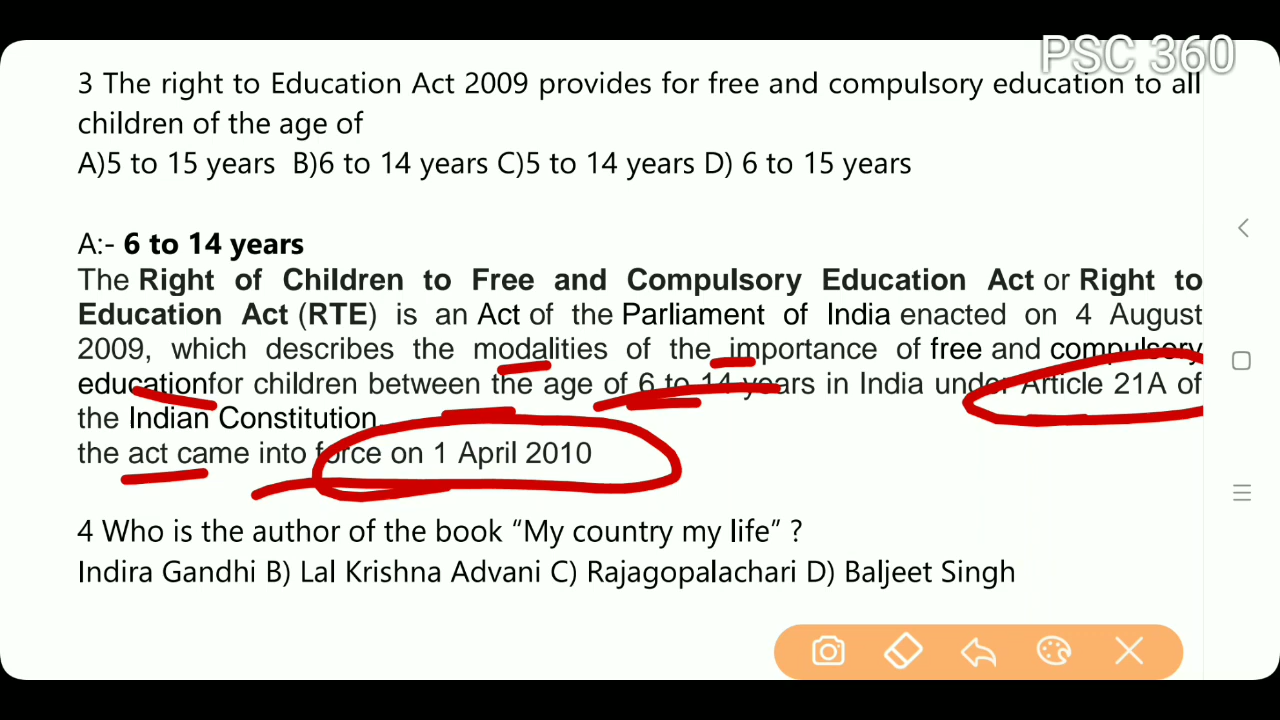 PSC 360
3 The right to Education Act 2009 provides for free and compulsory education to all
children of the age of
A)5 to 15 years B)6 to 14 years C)5 to 14 years D) 6 to 15 years
A:- 6 to 14 years
The Right of Children to Free and Compulsory Education Act or Right to
Education Act (RTE) is an Act of the Parliament of India enacted on 4 August
2009, which describes the modalities of the importance of free and compulsory
educationfor children between the age of 6 to 14 years in India under Article 21A of
the Indian Constitution.
the act came into force on 1 April 2010
4 Who is the author of the book “My country my life” ?
Indira Gandhi B) Lal Krishna Advani C) Rajagopalachari D) Baljeet Singh